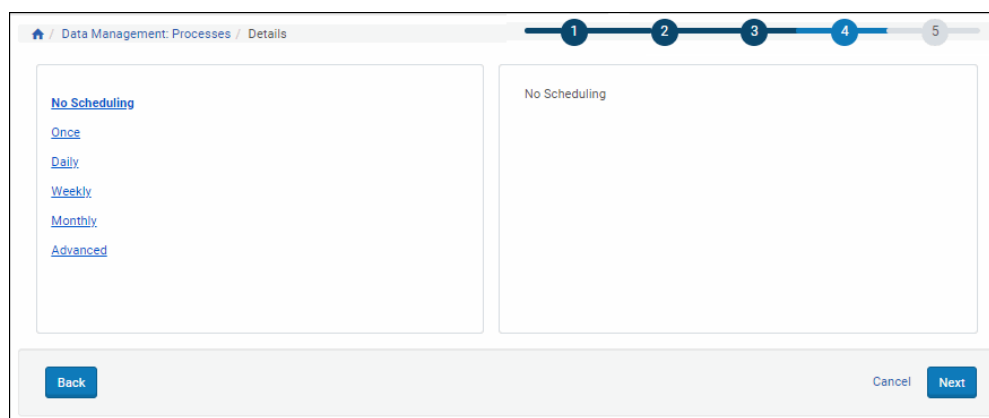 / Data Management: Processes / Details
1 2 3 4 5
No Scheduling
Once
Daily
Weekly
Monthly
Advanced
No Scheduling
Back
Cancel
Next